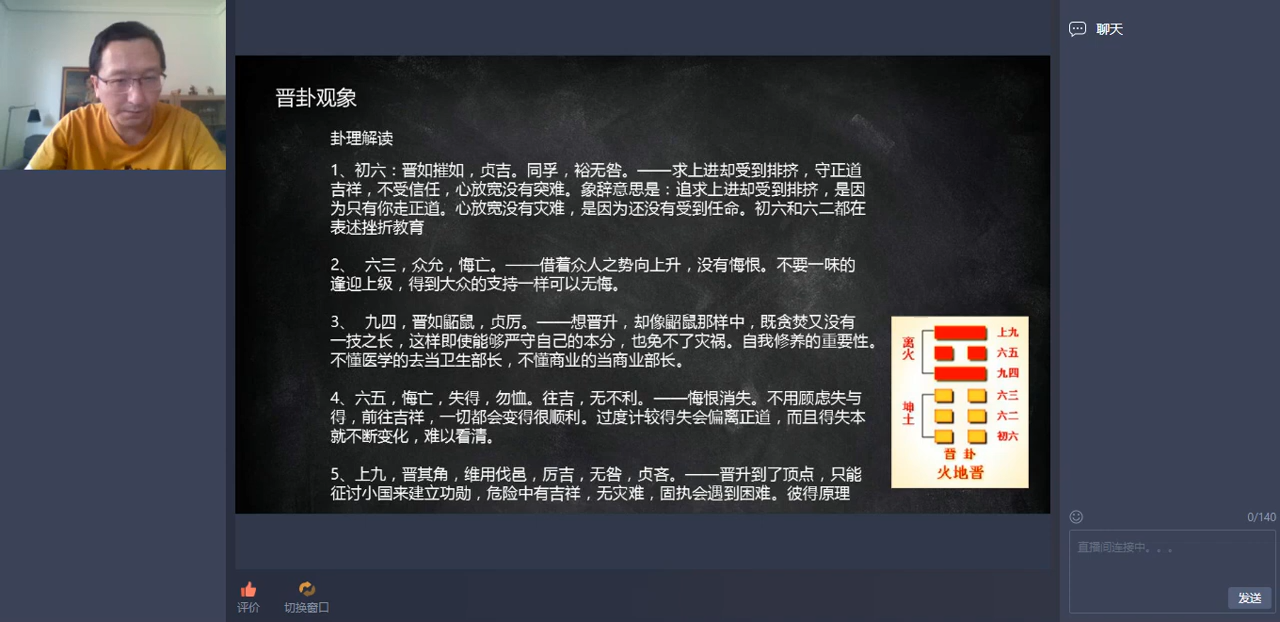 聊天
晋卦观象
卦理解读
1、初六：晋如摧如，贞吉。罔孚，裕无咎。——求上进却受到排挤，守正道
吉祥，不受信任，心放宽没有突难。象辞意思是：追求上进却受到排挤，是因
为只有你走正道。心放宽没有灾难，是因为还没有受到任命。初六和六二都在
表述挫折教育
2、 六三，众允，悔亡。——借着众人之势向上升，没有悔恨。不要一味的
逢迎上级，得到大众的支持一样可以无悔。
3、 九四，晋如鼫鼠，贞厉。——想晋升，却像鼫鼠那样中，既贪婪又没有
一技之长，这样即使能够严守自己的本分，也免不了灾祸。自我修养的重要性。
不懂医学的去当卫生部长，不懂商业的当商业部长。
4、六五，悔亡，失得，勿恤。往吉，无不利。——悔恨消失。不用顾虑失与
得，前往吉祥，一切都会变得很顺利。过度计较得失会偏离正道，而且得失本
就不断变化，难以看清。
5、上九，晋其角，维用伐邑，厉吉，无咎，贞吝。——晋升到了顶点，只能
征讨小国来建立功勋，危险中有吉祥，无灾难，固执会遇到困难。彼得原理
离火
坤土
上九
六五
九四
六三
六二
初六
晋 卦
火地晋
0/140
直播间连接中。。。
发送
评价
切换窗口